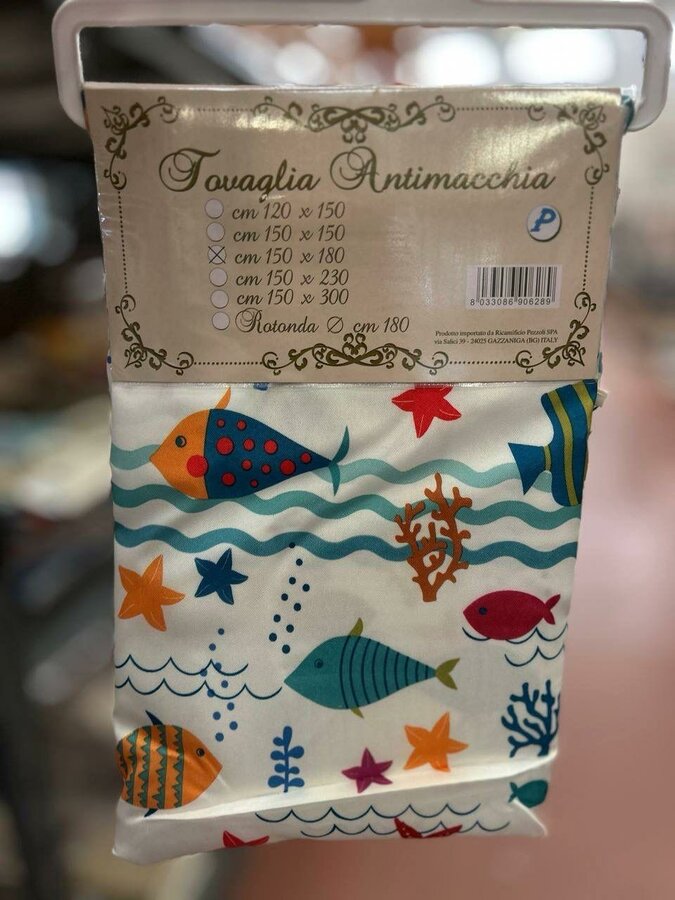 Tovaglia Antimacchia
cm 120 x 150
cm 150 x 150
cm 150 x 180
cm 150 x 230
cm 150 x 300
Rotonda Ø cm 180
P
8 033086 906289
Prodotto importato da Ricamificio Pezzoli SPA
via Salici 39 - 24025 GAZZANIGA (BG) ITALY